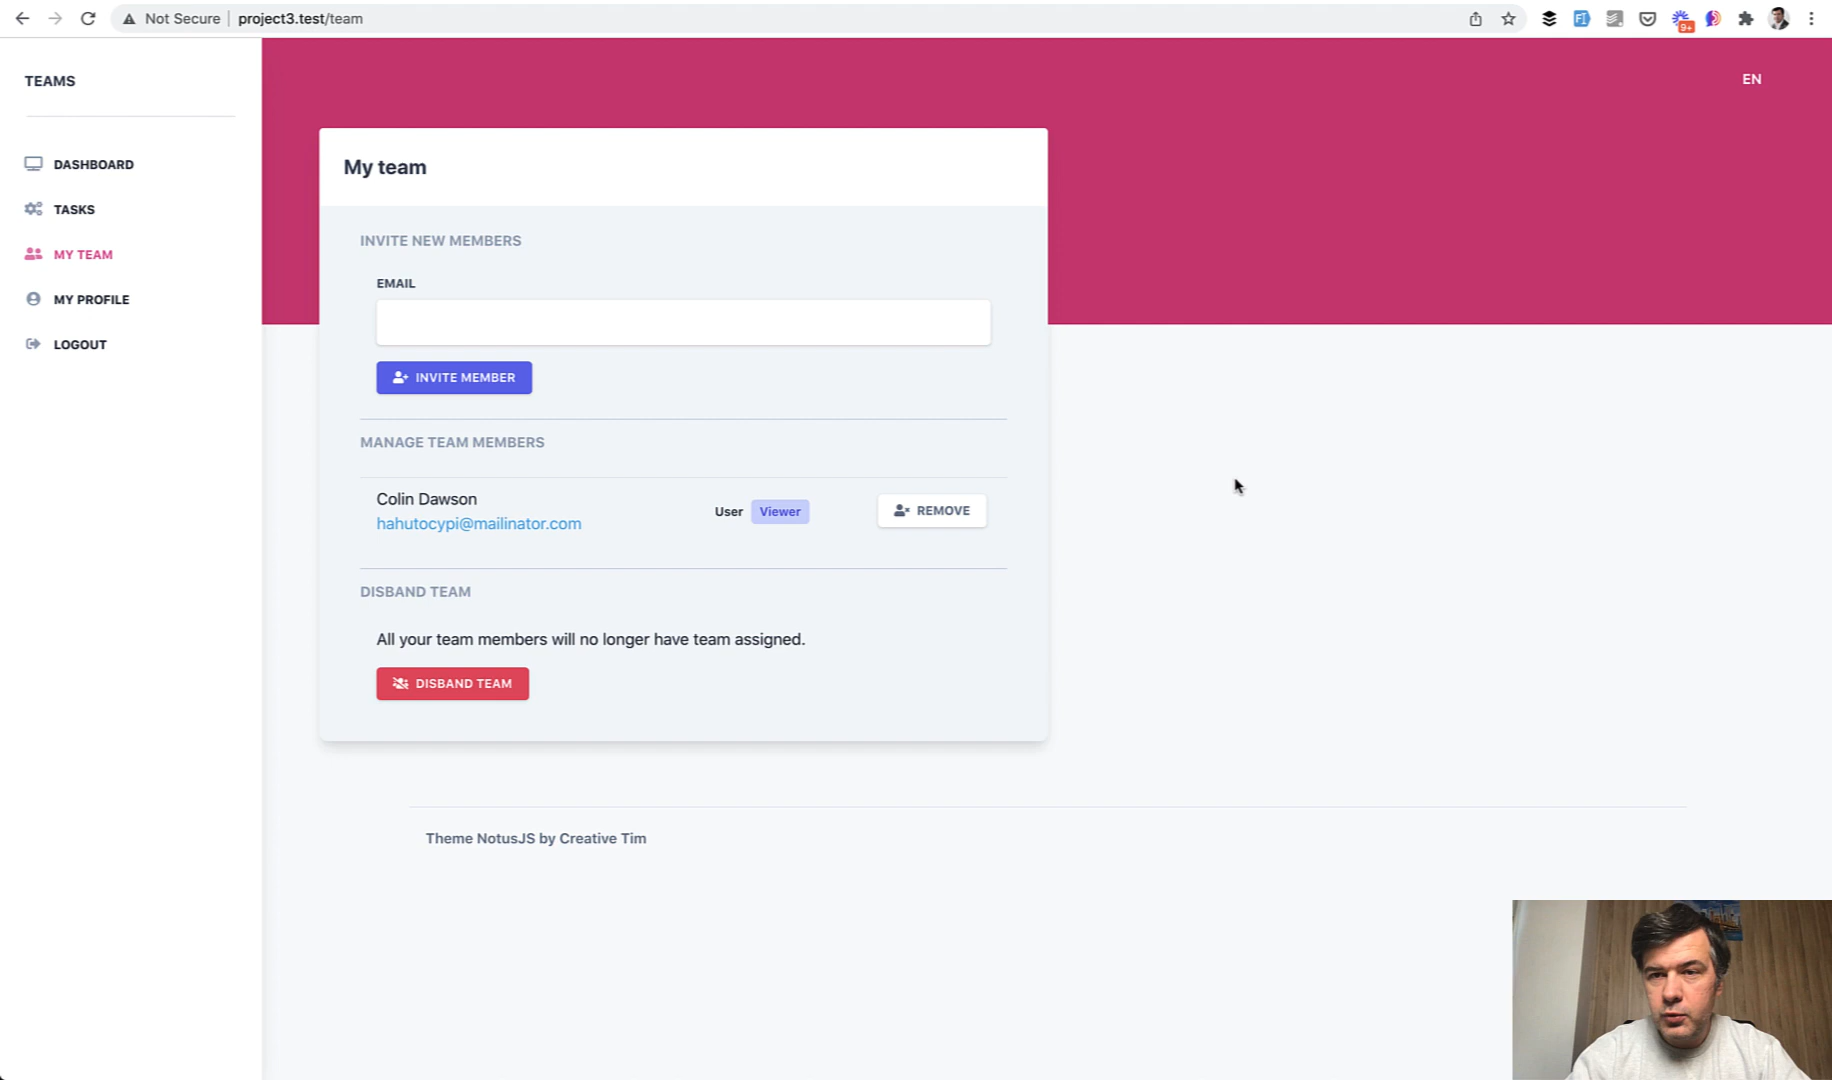 Not Secure
project3.test/team
9+
TEAMS
EN
DASHBOARD
TASKS
MY TEAM
MY PROFILE
LOGOUT
My team
INVITE NEW MEMBERS
EMAIL
INVITE MEMBER
MANAGE TEAM MEMBERS
Colin Dawson
hahutocypi@mailinator.com
User Viewer
REMOVE
DISBAND TEAM
All your team members will no longer have team assigned.
DISBAND TEAM
Theme NotusJS by Creative Tim